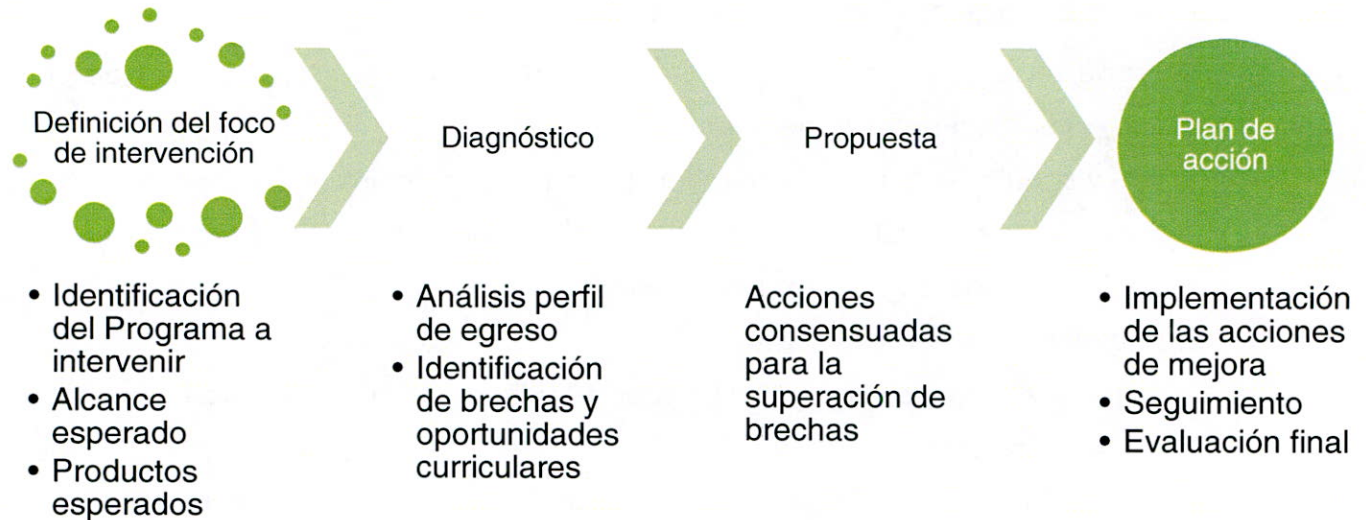 Definición del foco
de intervención
Diagnóstico
Propuesta
Plan de
acción
• Identificación
del Programa a
intervenir
• Alcance
esperado
• Productos
esperados
• Análisis perfil
de egreso
• Identificación
de brechas y
oportunidades
curriculares
Acciones
consensuadas
para la
superación de
brechas
• Implementación
de las acciones
de mejora
• Seguimiento
• Evaluación final